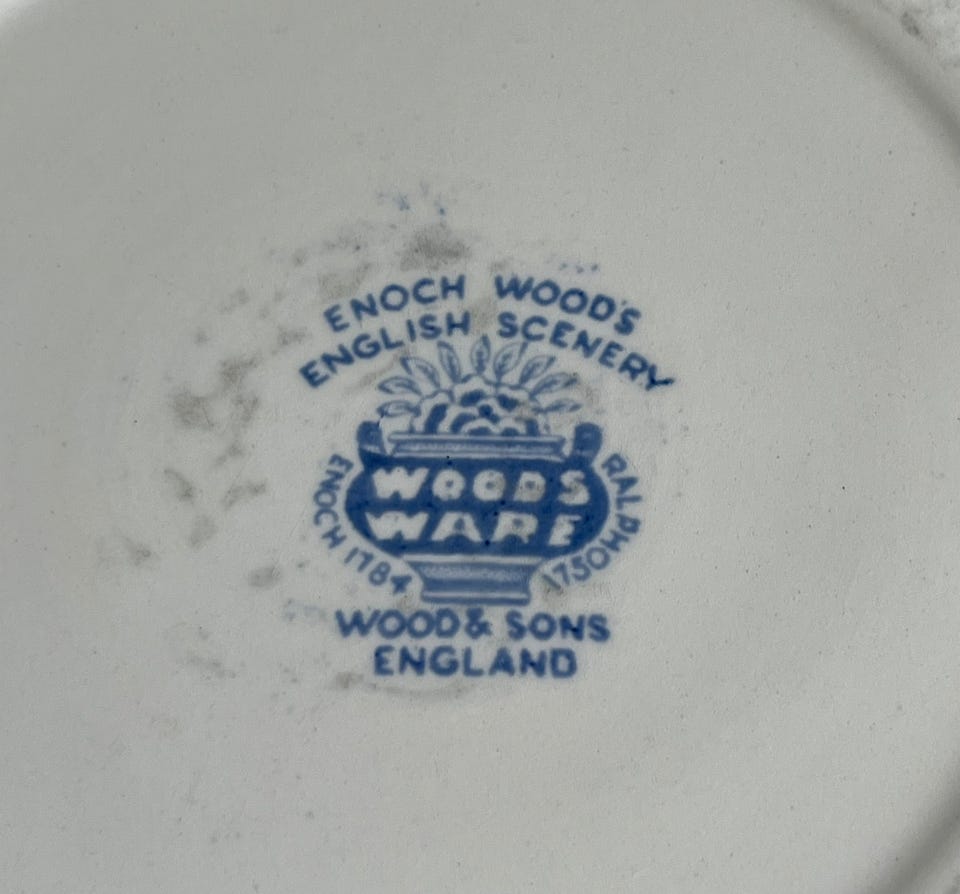 ENOCH WOOD'S
ENGLISH SCENERY
WOODS
WARE
ENOCH 1784
RALPH 1750
WOOD & SONS
ENGLAND